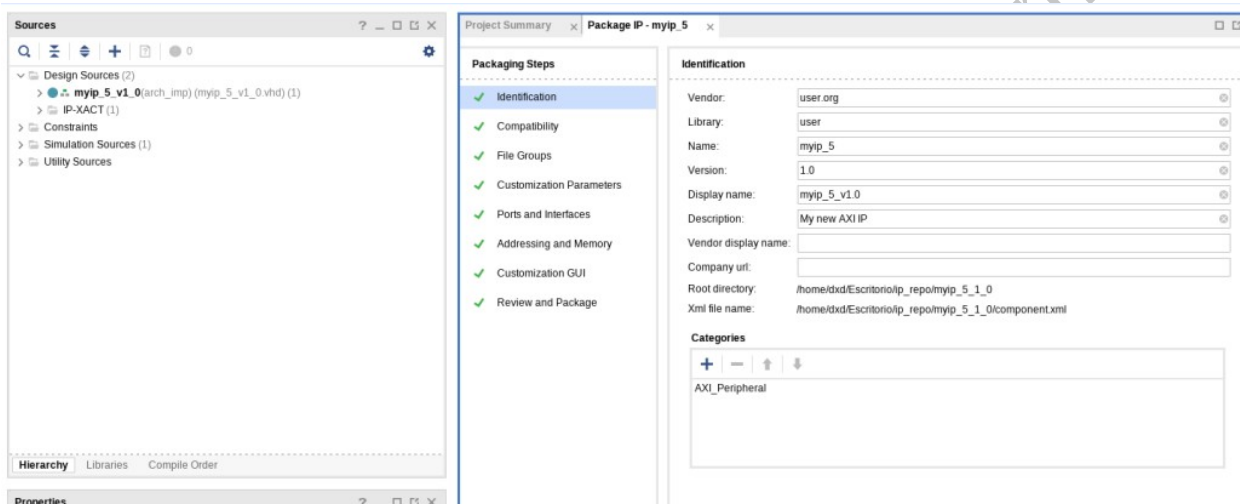 Sources
? _ □ X
0
Design Sources (2)
myip_5_v1_0(arch_imp) (myip_5_v1_0.vhd) (1)
IP-XACT (1)
Constraints
Simulation Sources (1)
Utility Sources
Hierarchy Libraries Compile Order
Properties
? _ □ X
Project Summary × Package IP - myip_5 ×
Packaging Steps
Identification
Compatibility
File Groups
Customization Parameters
Ports and Interfaces
Addressing and Memory
Customization GUI
Review and Package
Identification
Vendor: user.org
Library: user
Name: myip_5
Version: 1.0
Display name: myip_5_v1.0
Description: My new AXI IP
Vendor display name:
Company url:
Root directory: /home/dxd/Escritorio/ip_repo/myip_5_1_0
Xml file name: /home/dxd/Escritorio/ip_repo/myip_5_1_0/component.xml
Categories
AXI_Peripheral